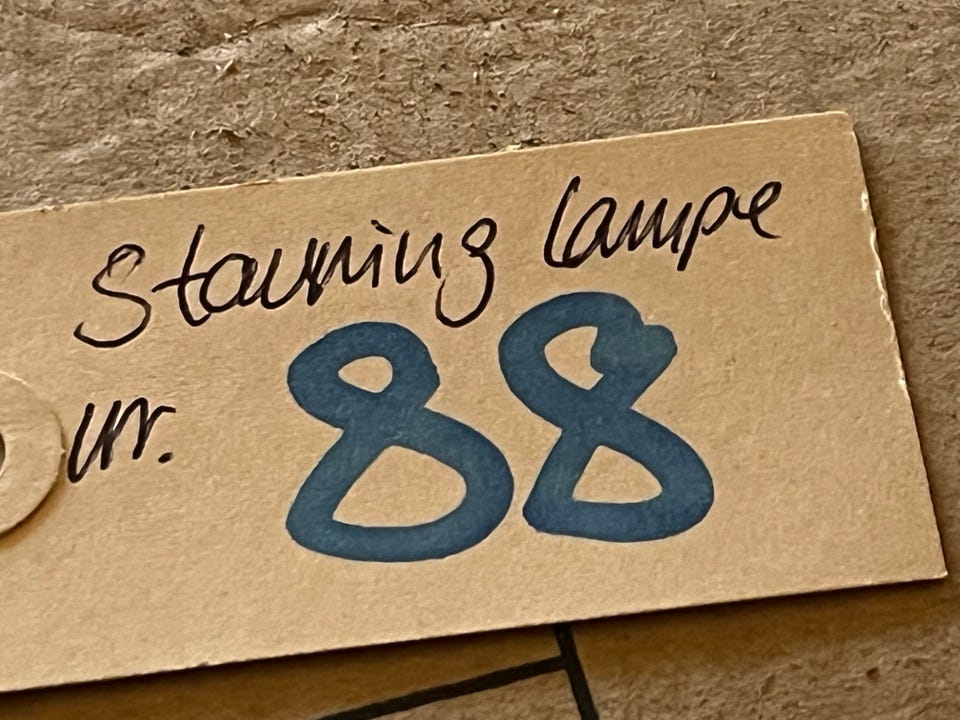 Stauning lampe
nr. 88